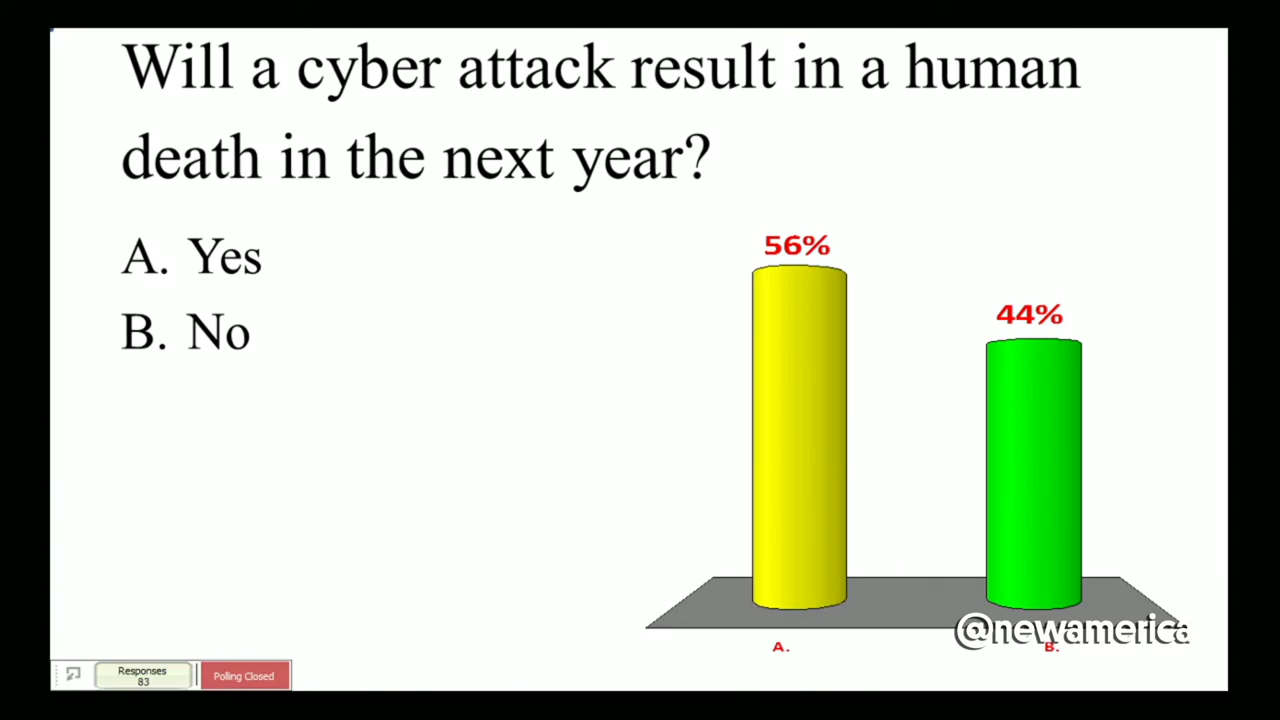 Will a cyber attack result in a human
death in the next year?
A. Yes
B. No
56%
44%
A.
B.
@newamerica
Responses
83
Polling Closed